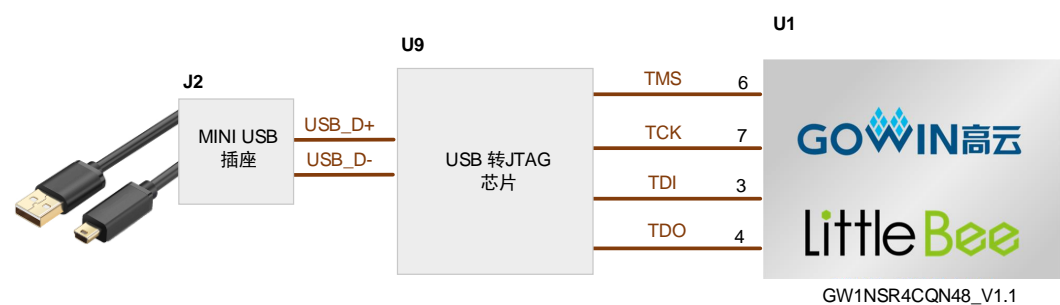 U1
U9
J2
MINI USB
插座
USB_D+
USB_D-
USB 转JTAG
芯片
TMS 6
TCK 7
TDI 3
TDO 4
GOWIN高云
LittleBee
GW1NSR4CQN48_V1.1